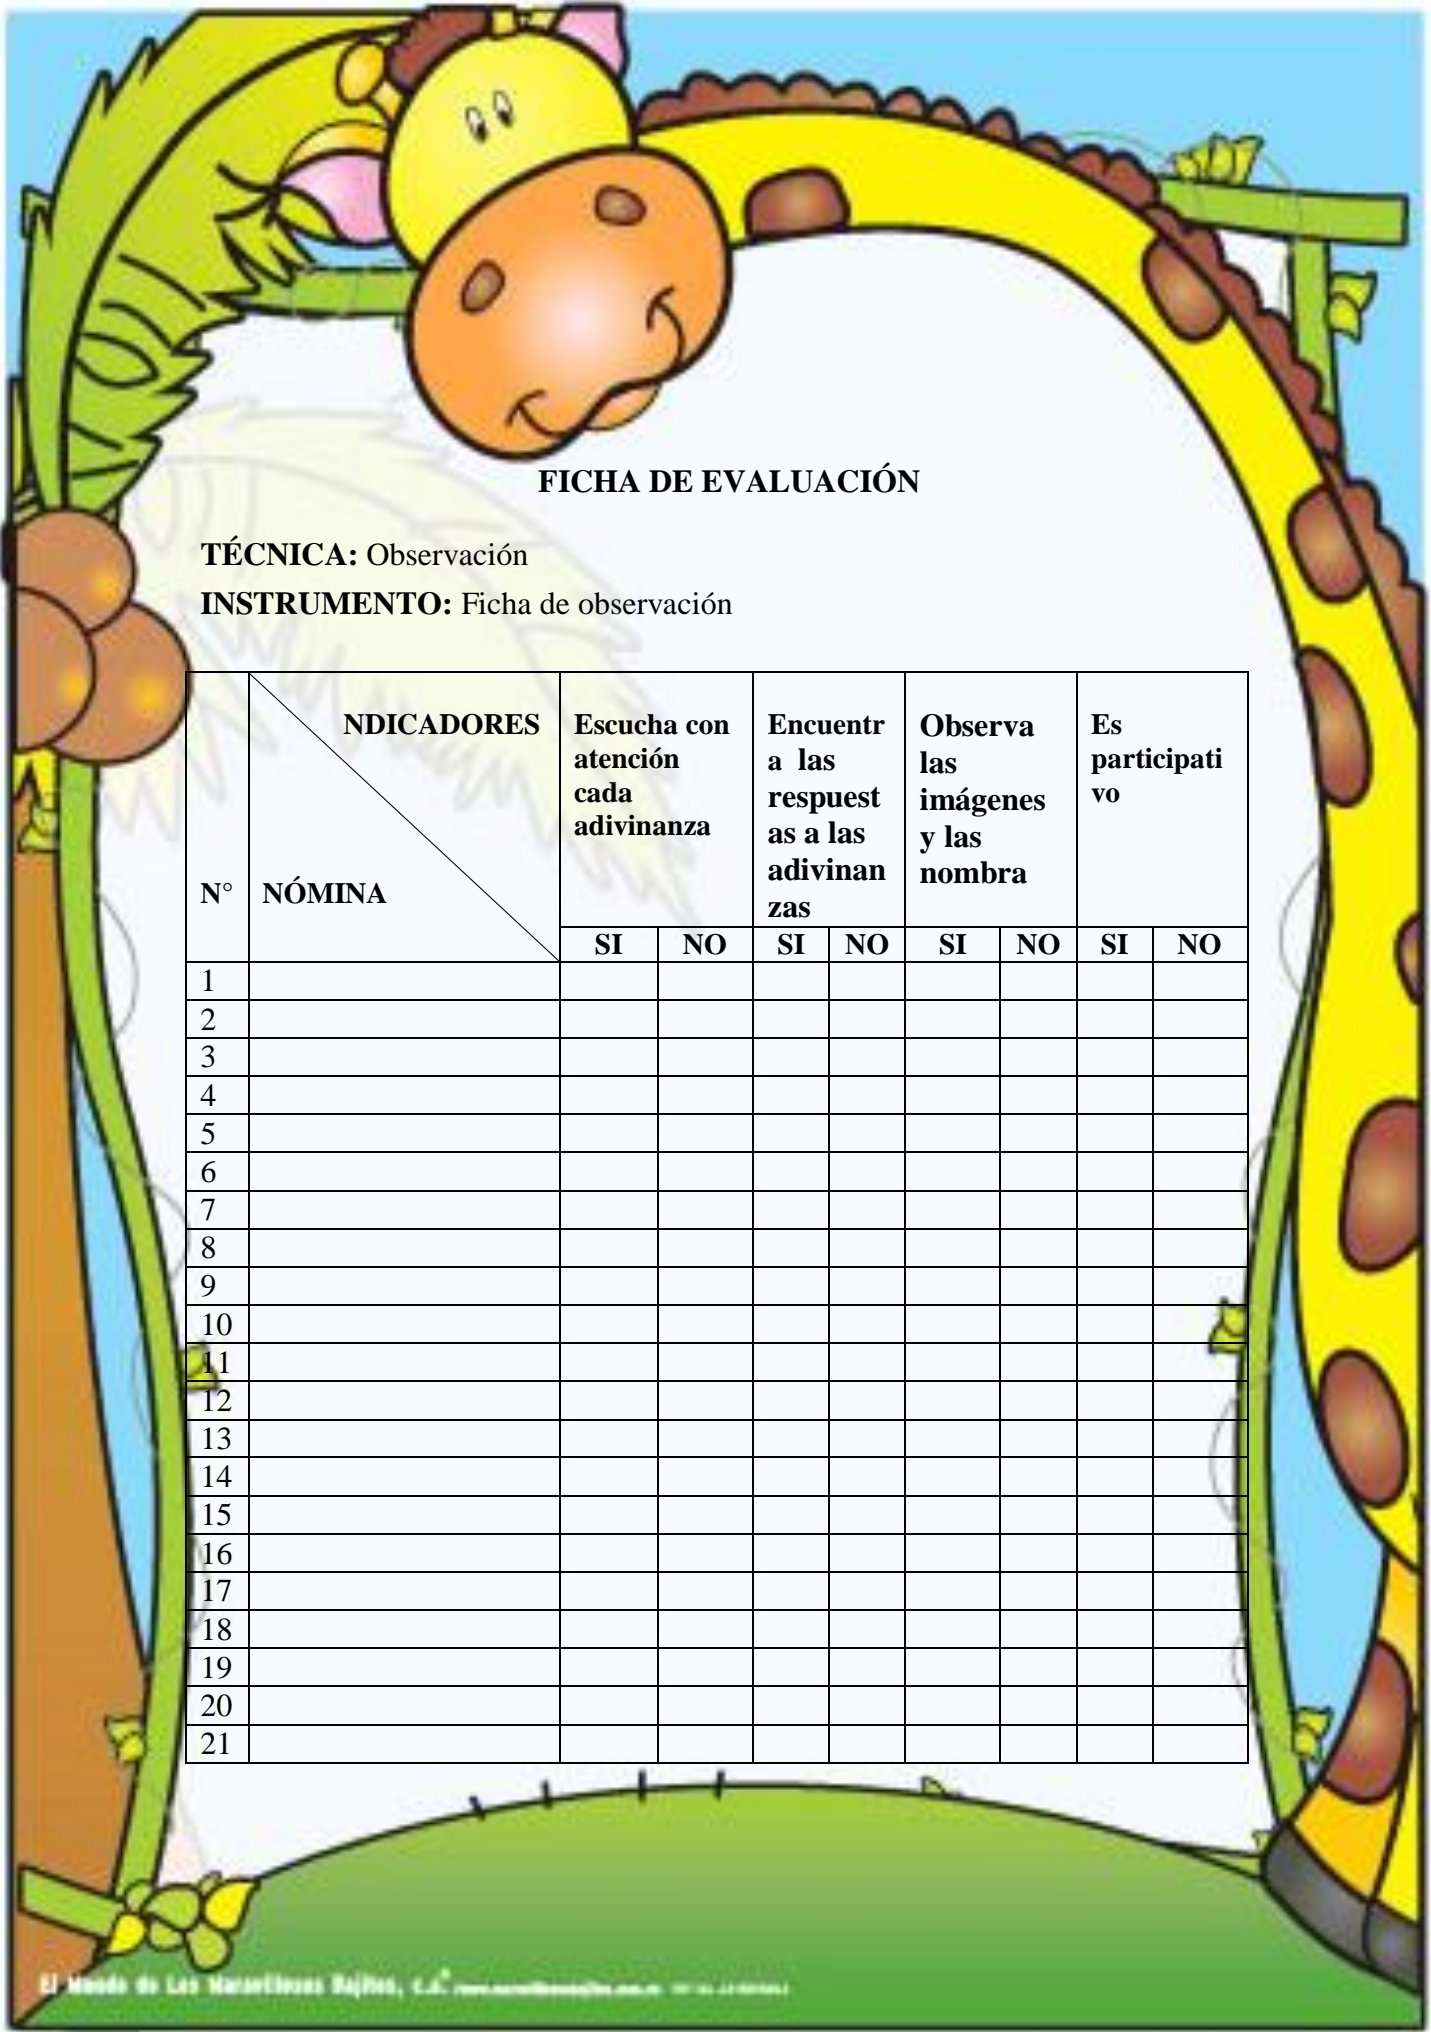 FICHA DE EVALUACIÓN
TÉCNICA: Observación
INSTRUMENTO: Ficha de observación
N°
NDICADORES
NÓMINA
Escucha con
atención
cada
adivinanza
Encuentr
a las
respuest
as a las
adivinan
zas
Observa
las
imágenes
y las
nombra
Es
participati
vo
SI NO SI NO SI NO SI NO
1
2
3
4
5
6
7
8
9
10
11
12
13
14
15
16
17
18
19
20
21
El Mundo de Los Maravillosos Bajitos, c.a.